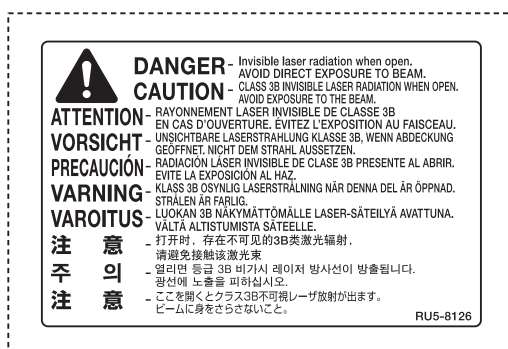 DANGER - Invisible laser radiation when open.
AVOID DIRECT EXPOSURE TO BEAM.
CAUTION - CLASS 3B INVISIBLE LASER RADIATION WHEN OPEN.
AVOID EXPOSURE TO THE BEAM.
ATTENTION - RAYONNEMENT LASER INVISIBLE DE CLASSE 3B
EN CAS D'OUVERTURE. ÉVITEZ L'EXPOSITION AU FAISCEAU.
VORSICHT - UNSICHTBARE LASERSTRAHLUNG KLASSE 3B, WENN ABDECKUNG
GEÖFFNET. NICHT DEM STRAHL AUSSETZEN.
PRECAUCIÓN - RADIACIÓN LÁSER INVISIBLE DE CLASE 3B PRESENTE AL ABRIR.
EVITE LA EXPOSICIÓN AL HAZ.
VARNING - KLASS 3B OSYNLIG LASERSTRÅLNING NÄR DENNA DEL ÄR ÖPPNAD.
STRÅLEN ÄR FARLIG.
VAROITUS - LUOKAN 3B NÄKYMÄTTÖMÄLLE LASER-SÄTEILYÄ AVATTUNA.
VÄLTÄ ALTISTUMISTA SÄTEELLE.
注 意 - 打开时，存在不可见的3B类激光辐射，
请避免接触该激光束
주 의 - 열리면 등급 3B 비가시 레이저 방사선이 방출됩니다.
광선에 노출을 피하십시오.
注 意 - ここを開くとクラス3B不可視レーザ放射が出ます。
ビームに身をさらさないこと。
RU5-8126